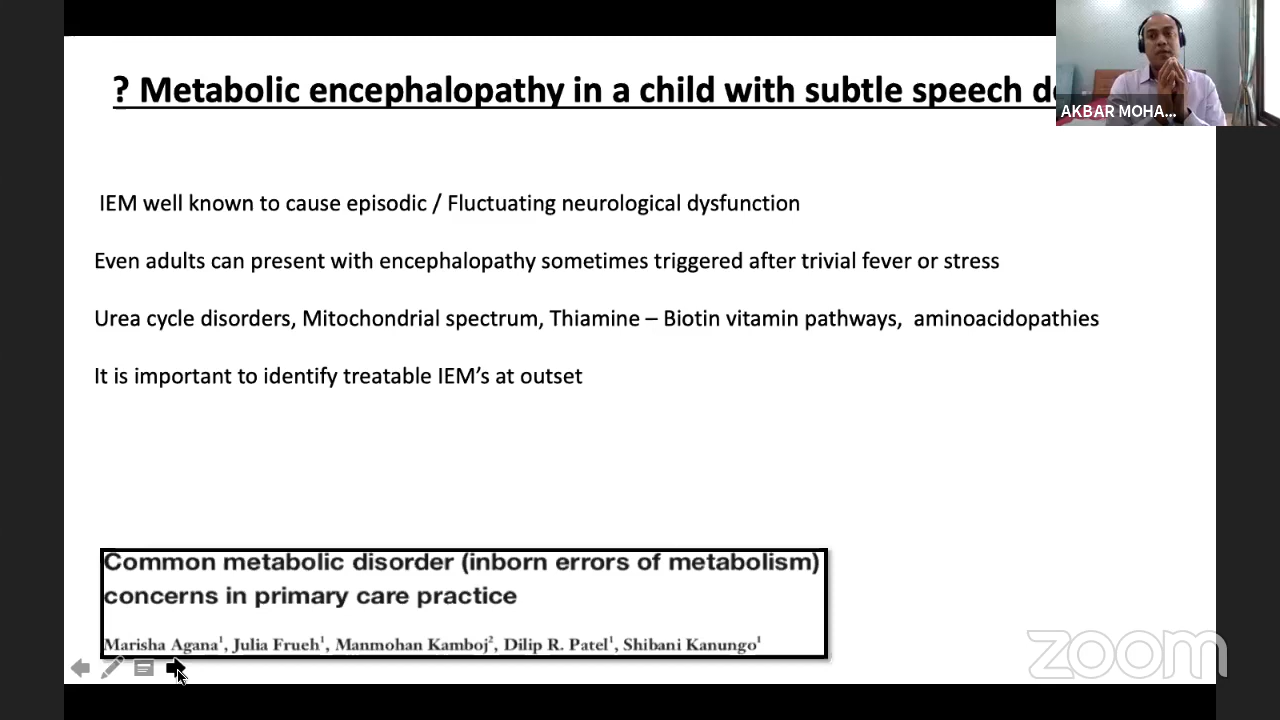 ? Metabolic encephalopathy in a child with subtle speech
AKBAR MOHA...
IEM well known to cause episodic / Fluctuating neurological dysfunction
Even adults can present with encephalopathy sometimes triggered after trivial fever or stress
Urea cycle disorders, Mitochondrial spectrum, Thiamine – Biotin vitamin pathways, aminoacidopathies
It is important to identify treatable IEM’s at outset
Common metabolic disorder (inborn errors of metabolism)
concerns in primary care practice
Marisha Agana¹, Julia Frueh¹, Manmohan Kamboj², Dilip R. Patel¹, Shibani Kanungo¹
zoom